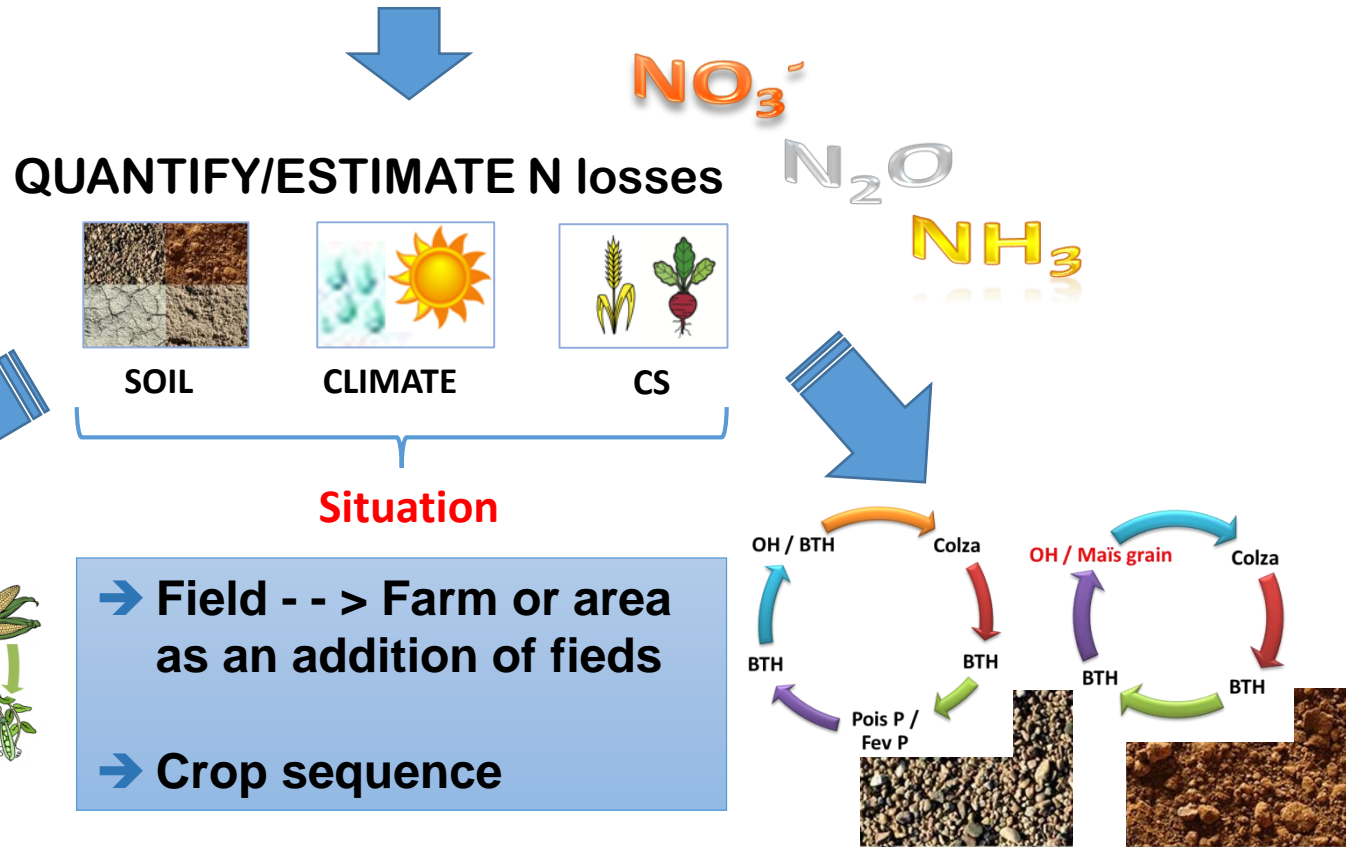 NO₃⁻
N₂O
NH₃
QUANTIFY/ESTIMATE N losses
SOIL
CLIMATE
CS
Situation
➔ Field - - > Farm or area
as an addition of fieds
➔ Crop sequence
OH / BTH
Colza
BTH
Pois P /
Fev P
BTH
OH / Maïs grain
Colza
BTH
BTH